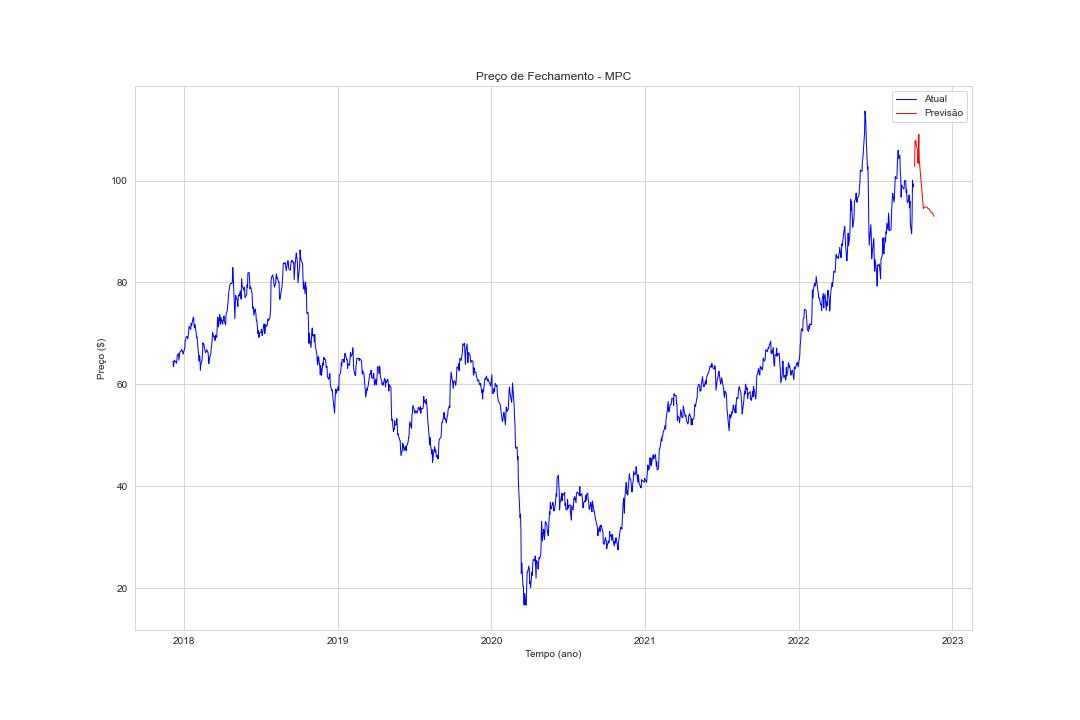 Preço de Fechamento - MPC
Atual
Previsão
Preço ($)
100
80
60
40
20
2018
2019
2020
2021
2022
2023
Tempo (ano)